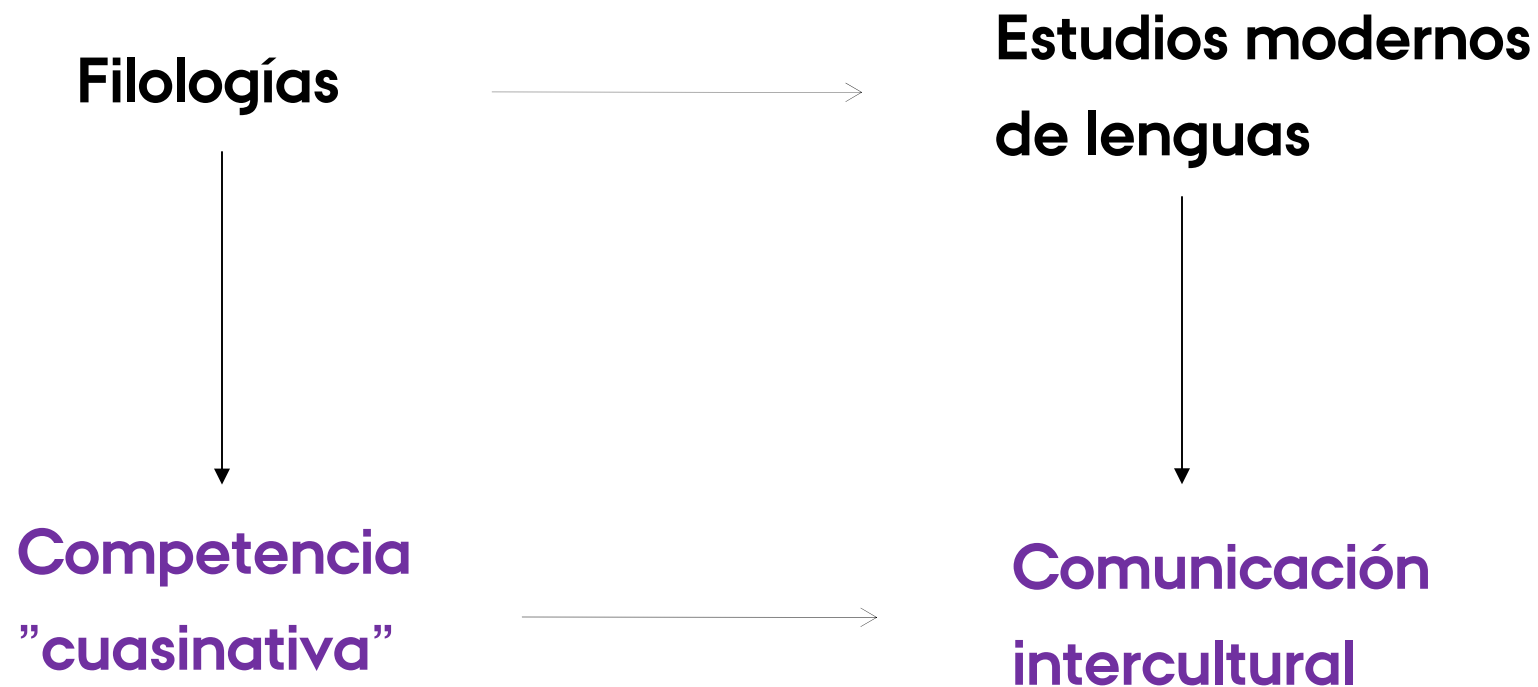 Filologías
Estudios modernos
de lenguas
Competencia
”cuasinativa”
Comunicación
intercultural